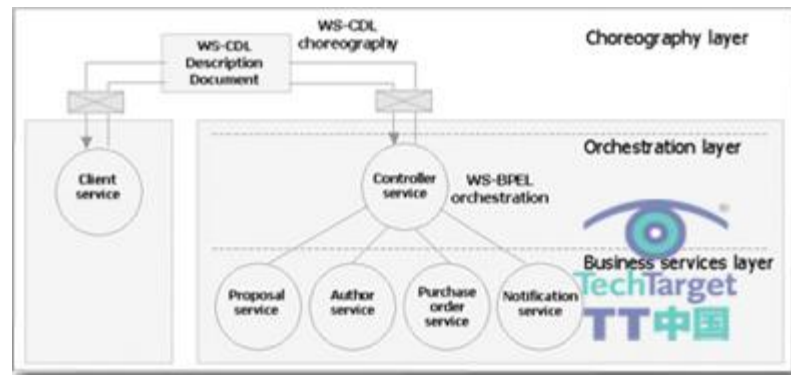 WS-CDL
choreography
Choreography layer
WS-CDL
Description
Document
Orchestration layer
Client
service
Controller
service
WS-BPEL
orchestration
Business services layer
Proposal
service
Author
service
Purchase
order
service
Notification
service
TechTarget
TT中国